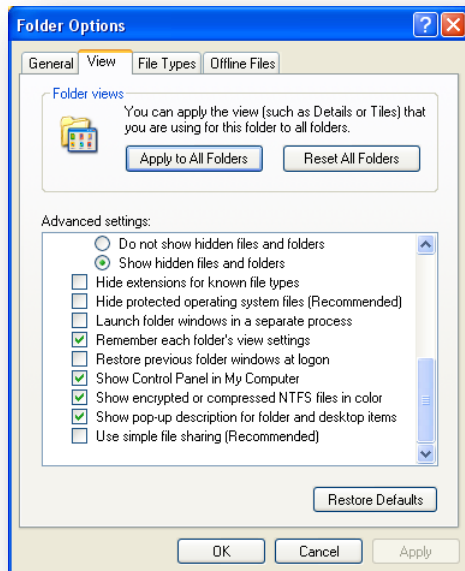 Folder Options
General View File Types Offline Files
Folder views
You can apply the view (such as Details or Tiles) that
you are using for this folder to all folders.
Apply to All Folders Reset All Folders
Advanced settings:
Do not show hidden files and folders
Show hidden files and folders
Hide extensions for known file types
Hide protected operating system files (Recommended)
Launch folder windows in a separate process
Remember each folder's view settings
Restore previous folder windows at logon
Show Control Panel in My Computer
Show encrypted or compressed NTFS files in color
Show pop-up description for folder and desktop items
Use simple file sharing (Recommended)
Restore Defaults
OK Cancel Apply